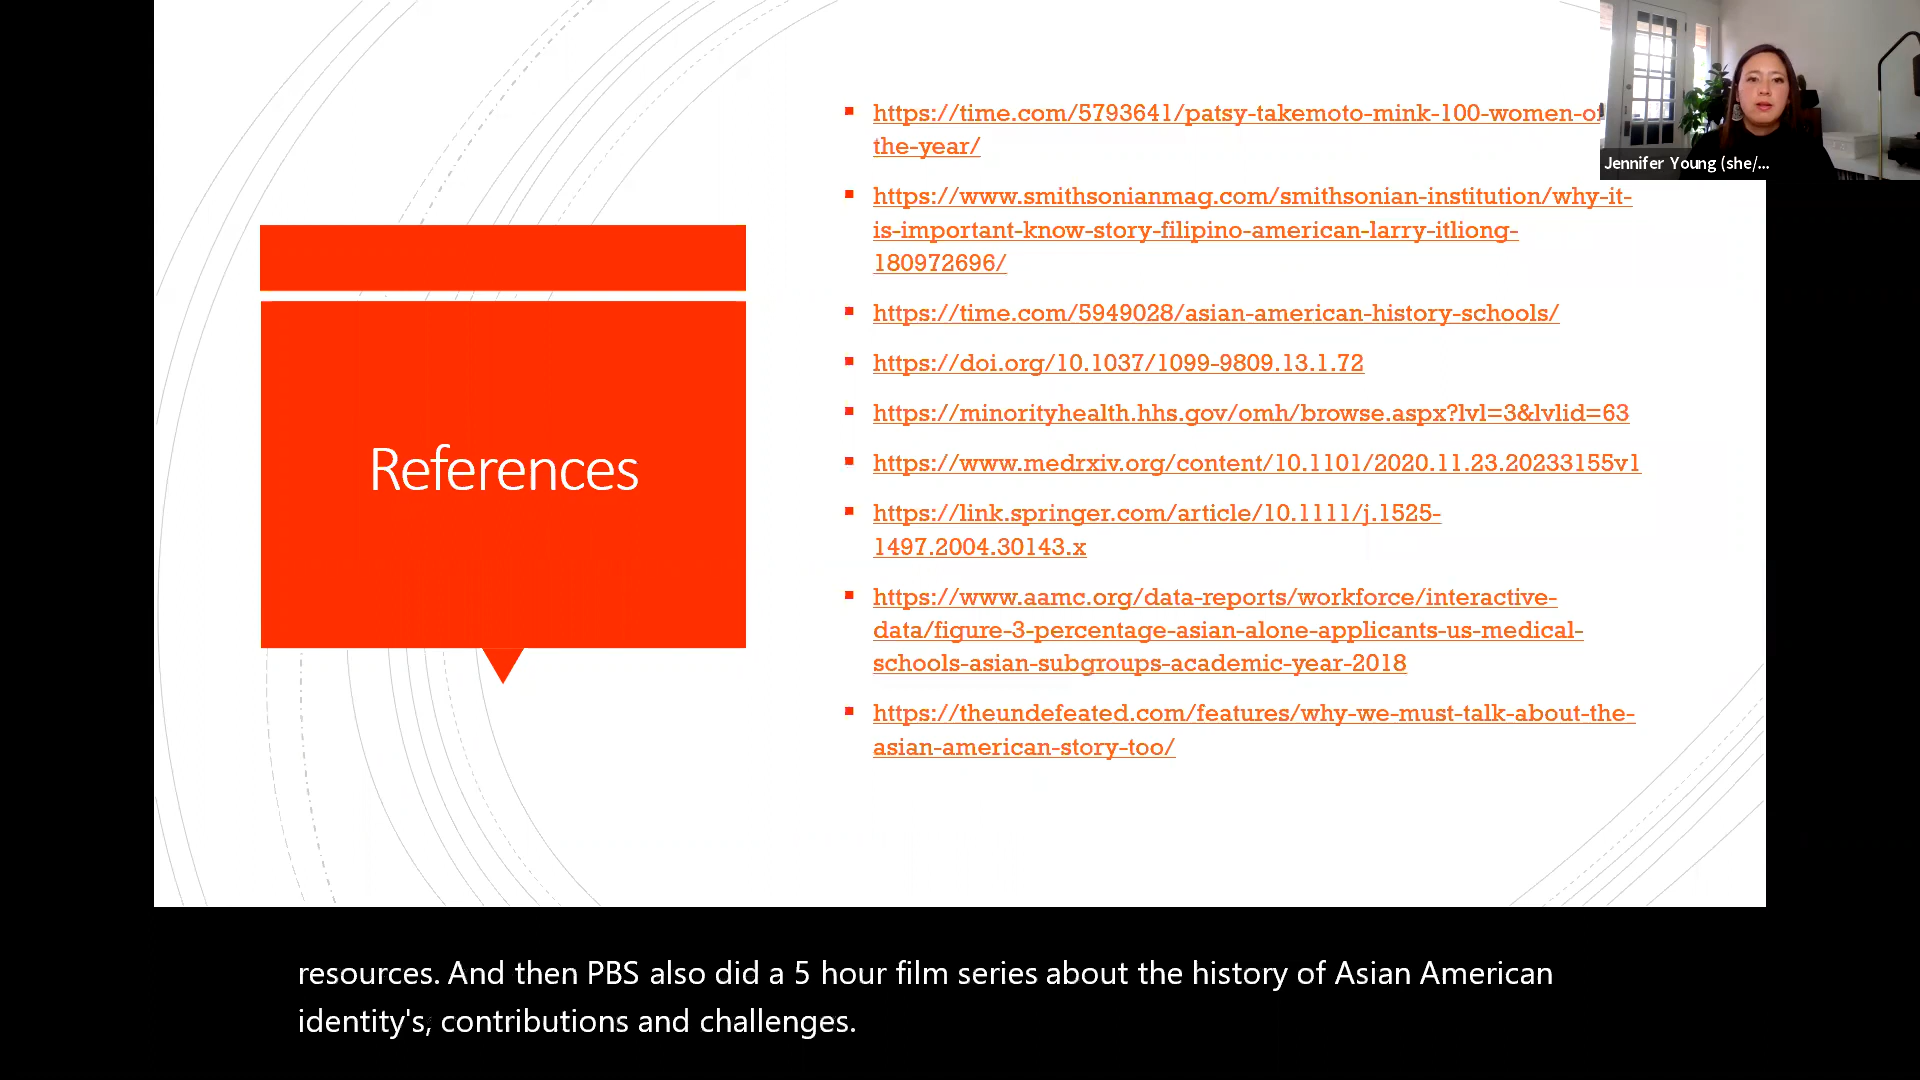 References
https://time.com/5793641/patsy-takemoto-mink-100-women-of
the-year/
https://www.smithsonianmag.com/smithsonian-institution/why-it-
is-important-know-story-filipino-american-larry-itliong-
180972696/
https://time.com/5949028/asian-american-history-schools/
https://doi.org/10.1037/1099-9809.13.1.72
https://minorityhealth.hhs.gov/omh/browse.aspx?lvl=3&lvlid=63
https://www.medrxiv.org/content/10.1101/2020.11.23.20233155v1
https://link.springer.com/article/10.1111/j.1525-
1497.2004.30143.x
https://www.aamc.org/data-reports/workforce/interactive-
data/figure-3-percentage-asian-alone-applicants-us-medical-
schools-asian-subgroups-academic-year-2018
https://theundefeated.com/features/why-we-must-talk-about-the-
asian-american-story-too/
Jennifer Young (she/...
resources. And then PBS also did a 5 hour film series about the history of Asian American
identity's, contributions and challenges.